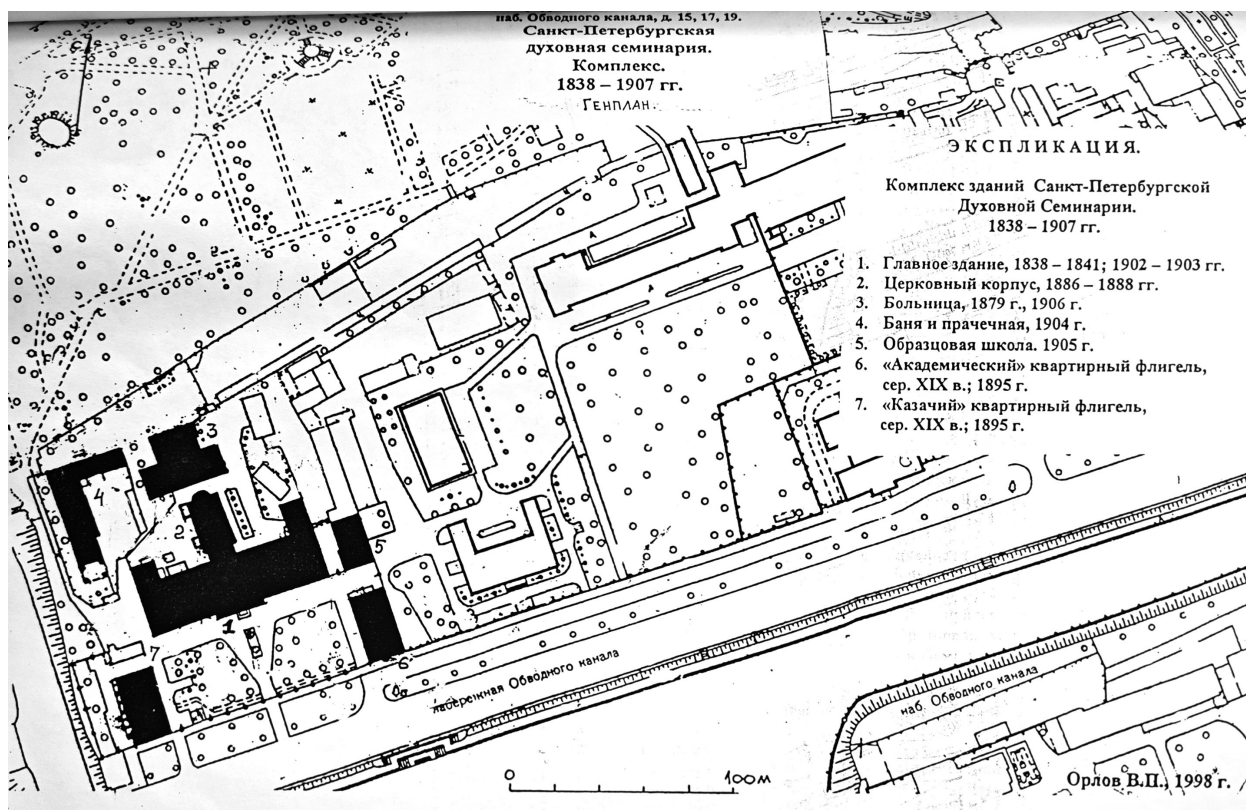 наб. Обводного канала, д. 15, 17, 19.
Санкт-Петербургская
духовная семинария.
Комплекс.
1838 – 1907 гг.
ГЕНПЛАН.
С
ЭКСПЛИКАЦИЯ.
Комплекс зданий Санкт-Петербургской
Духовной Семинарии.
1838 – 1907 гг.
1. Главное здание, 1838 – 1841; 1902 – 1903 гг.
2. Церковный корпус, 1886 – 1888 гг.
3. Больница, 1879 г., 1906 г.
4. Баня и прачечная, 1904 г.
5. Образцовая школа. 1905 г.
6. «Академический» квартирный флигель,
сер. XIX в.; 1895 г.
7. «Казачий» квартирный флигель,
сер. XIX в.; 1895 г.
А
А
3
4
2
5
1
7
6
набережная Обводного канала
наб. Обводного канала
0 100м
Орлов В.П., 1998 г.